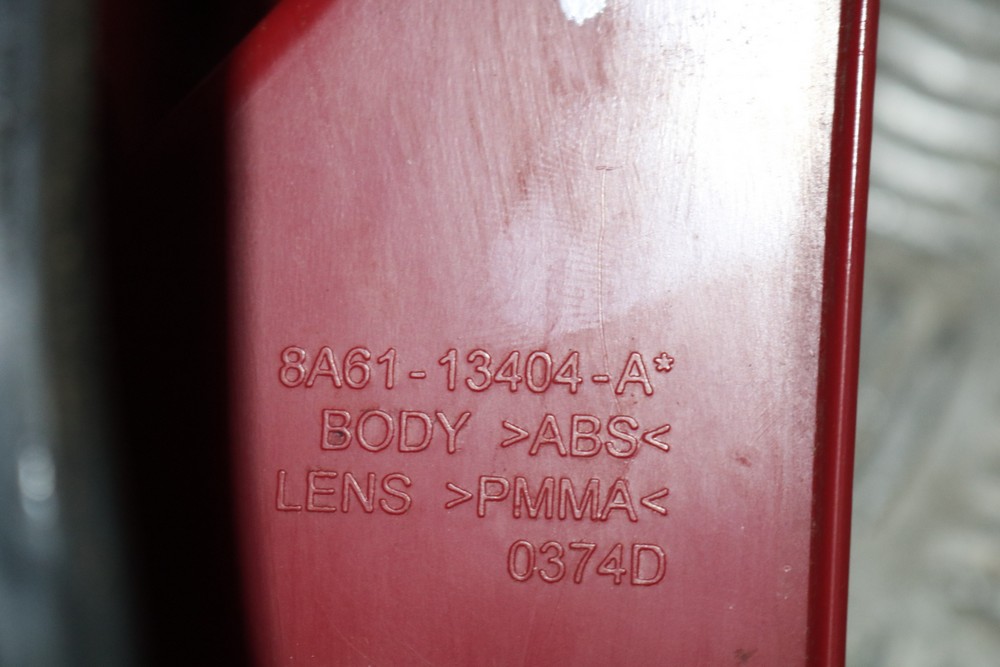 8A61-13404-A*
BODY >ABS<
LENS >PMMA<
0374D